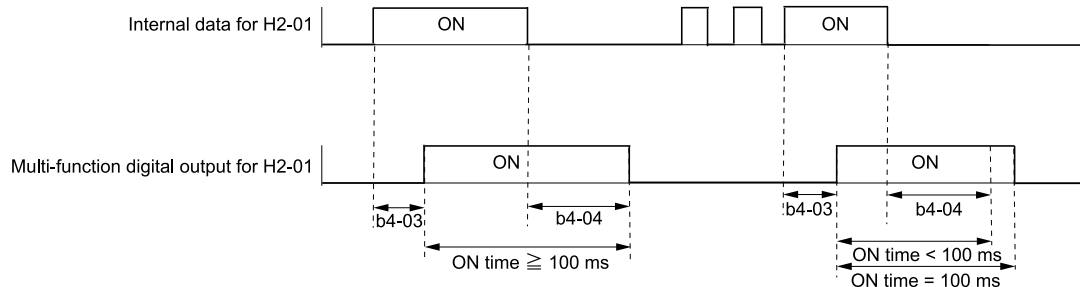 Internal data for H2-01
ON
ON
Multi-function digital output for H2-01
ON
ON
b4-03
b4-04
b4-03
b4-04
ON time ≧ 100 ms
ON time < 100 ms
ON time = 100 ms